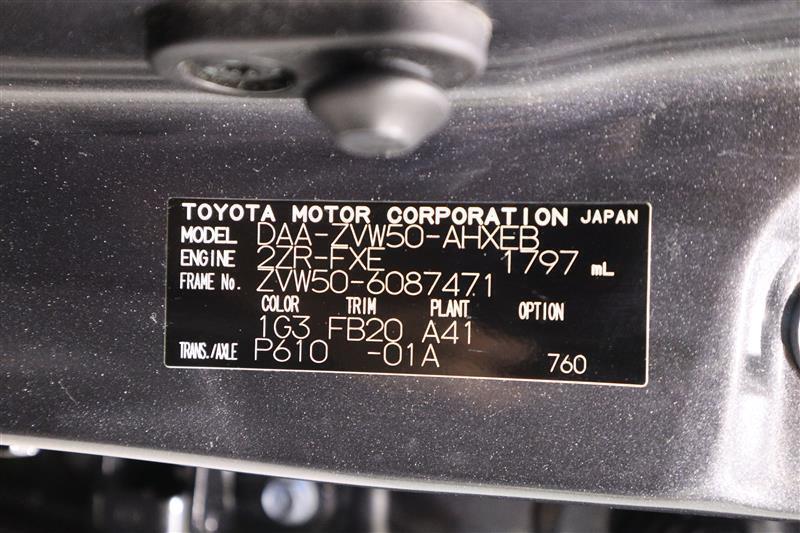 TOYOTA MOTOR CORPORATION JAPAN
MODEL DAA-ZVW50-AHXEB
ENGINE 2ZR-FXE 1797 mL
FRAME No. ZVW50-6087471
COLOR TRIM PLANT OPTION
1G3 FB20 A41
TRANS./AXLE P610 -01A 760